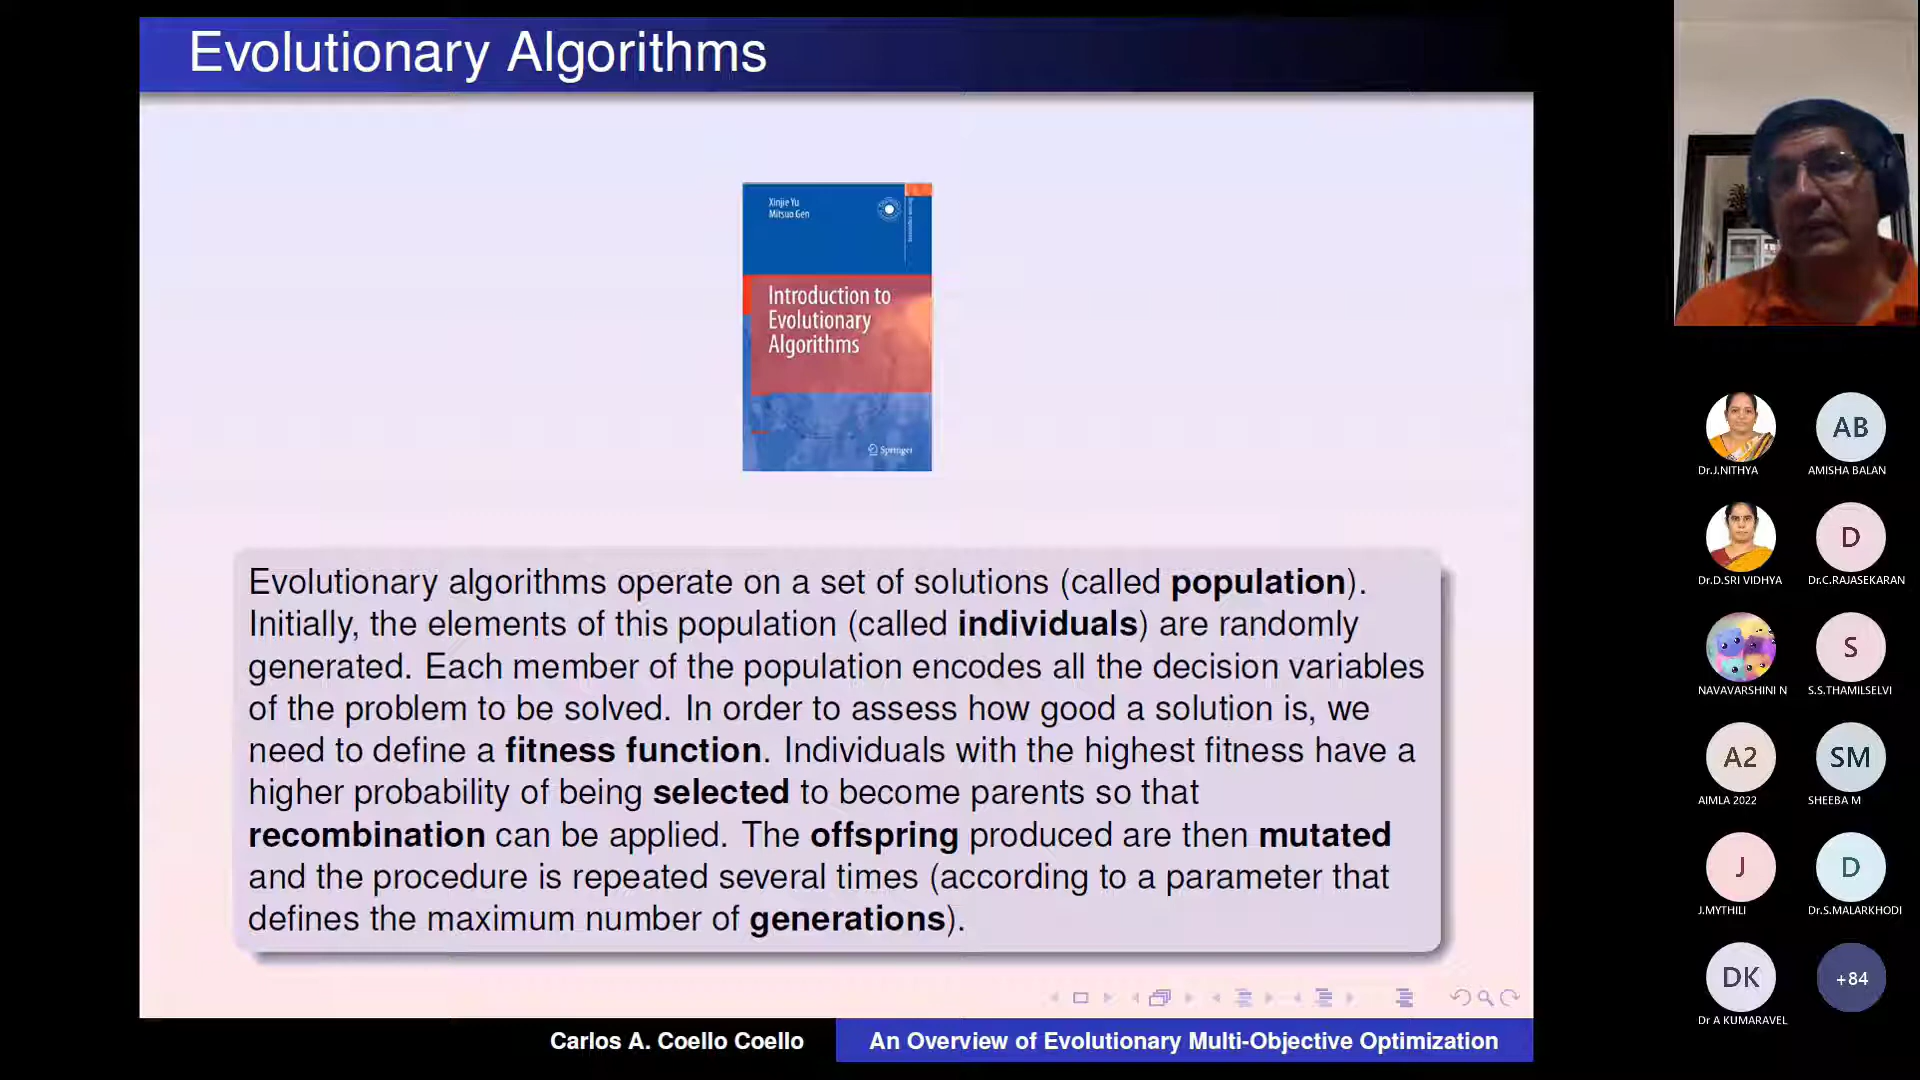 Evolutionary Algorithms
Xinjie Yu
Mitsuo Gen
Introduction to
Evolutionary
Algorithms
Springer
Evolutionary algorithms operate on a set of solutions (called population).
Initially, the elements of this population (called individuals) are randomly
generated. Each member of the population encodes all the decision variables
of the problem to be solved. In order to assess how good a solution is, we
need to define a fitness function. Individuals with the highest fitness have a
higher probability of being selected to become parents so that
recombination can be applied. The offspring produced are then mutated
and the procedure is repeated several times (according to a parameter that
defines the maximum number of generations).
Carlos A. Coello Coello
An Overview of Evolutionary Multi-Objective Optimization
AB
Dr.J.NITHYA
AMISHA BALAN
D
Dr.D.SRI VIDHYA
Dr.C.RAJASEKARAN
S
NAVAVARSHINI N
S.S.THAMILSELVI
A2
SM
AIMLA 2022
SHEEBA M
J
D
J.MYTHILI
Dr.S.MALARKHODI
DK
+84
Dr A KUMARAVEL